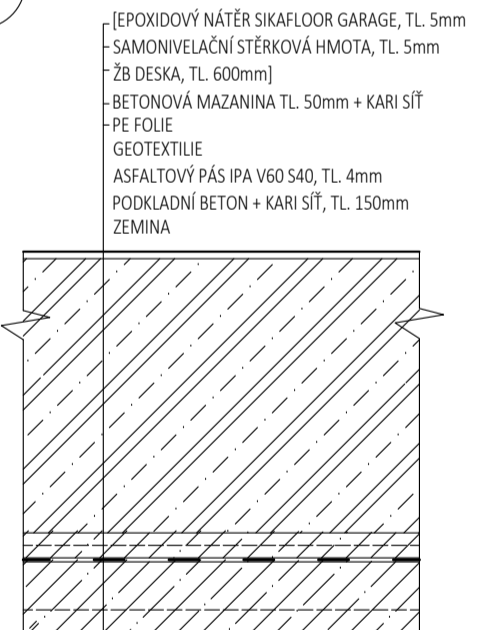 [EPOXIDOVÝ NÁTĚR SIKAFLOOR GARAGE, TL. 5mm
SAMONIVELAČNÍ STĚRKOVÁ HMOTA, TL. 5mm
ŽB DESKA, TL. 600mm]
BETONOVÁ MAZANINA TL. 50mm + KARI SÍŤ
PE FOLIE
GEOTEXTILIE
ASFALTOVÝ PÁS IPA V60 S40, TL. 4mm
PODKLADNÍ BETON + KARI SÍŤ, TL. 150mm
ZEMINA